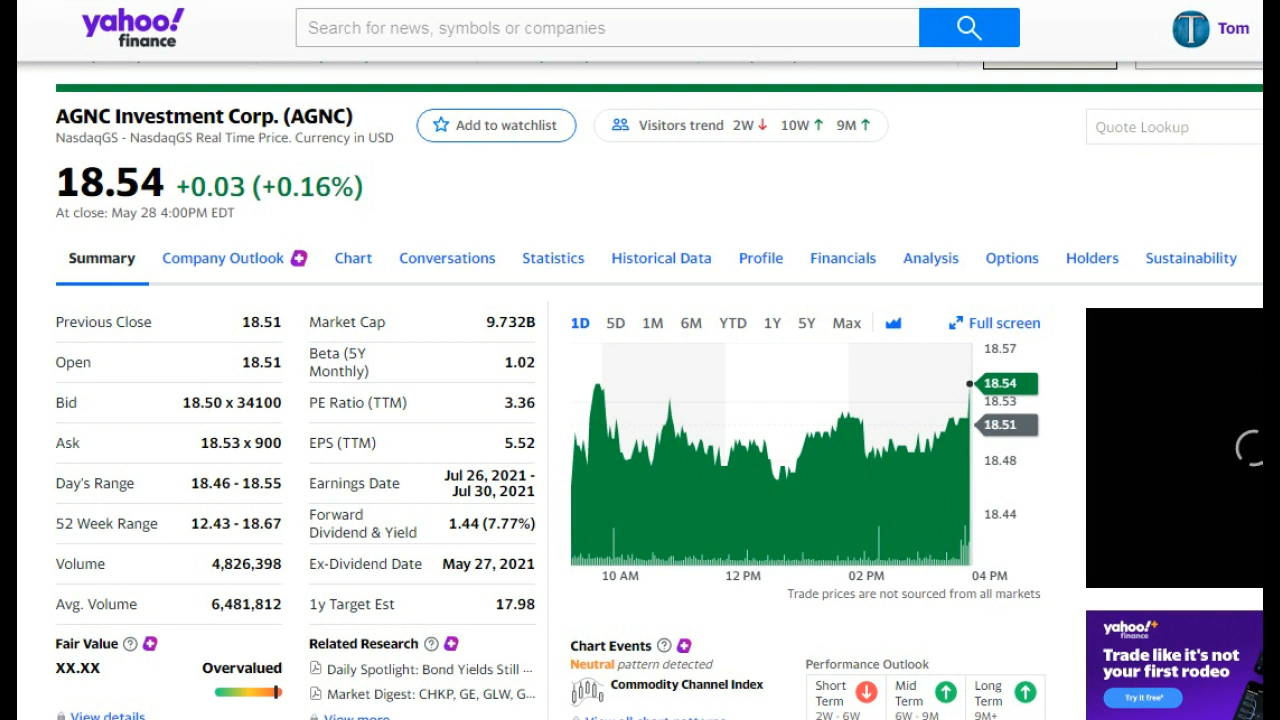 yahoo!
finance
Search for news, symbols or companies
Tom
AGNC Investment Corp. (AGNC)
NasdaqGS - NasdaqGS Real Time Price. Currency in USD
Add to watchlist
Visitors trend 2W 10W 9M
Quote Lookup
18.54 +0.03 (+0.16%)
At close: May 28 4:00PM EDT
Summary Company Outlook Chart Conversations Statistics Historical Data Profile Financials Analysis Options Holders Sustainability
Previous Close 18.51
Open 18.51
Bid 18.50 x 34100
Ask 18.53 x 900
Day's Range 18.46 - 18.55
52 Week Range 12.43 - 18.67
Volume 4,826,398
Avg. Volume 6,481,812
Fair Value
XX.XX Overvalued
View details
Market Cap 9.732B
Beta (5Y
Monthly) 1.02
PE Ratio (TTM) 3.36
EPS (TTM) 5.52
Earnings Date Jul 26, 2021 -
Jul 30, 2021
Forward
Dividend & Yield 1.44 (7.77%)
Ex-Dividend Date May 27, 2021
1y Target Est 17.98
Related Research
Daily Spotlight: Bond Yields Still ...
Market Digest: CHKP, GE, GLW, G...
View more
1D 5D 1M 6M YTD 1Y 5Y Max
Full screen
18.57
18.54
18.53
18.51
18.48
18.44
10 AM 12 PM 02 PM 04 PM
Trade prices are not sourced from all markets
Chart Events
Neutral pattern detected
Commodity Channel Index
View all chart patterns
Performance Outlook
Short
Term
2W - 6W
Mid
Term
6W - 9M
Long
Term
9M+
yahoo!+
finance
Trade like it's not
your first rodeo
Try it free*